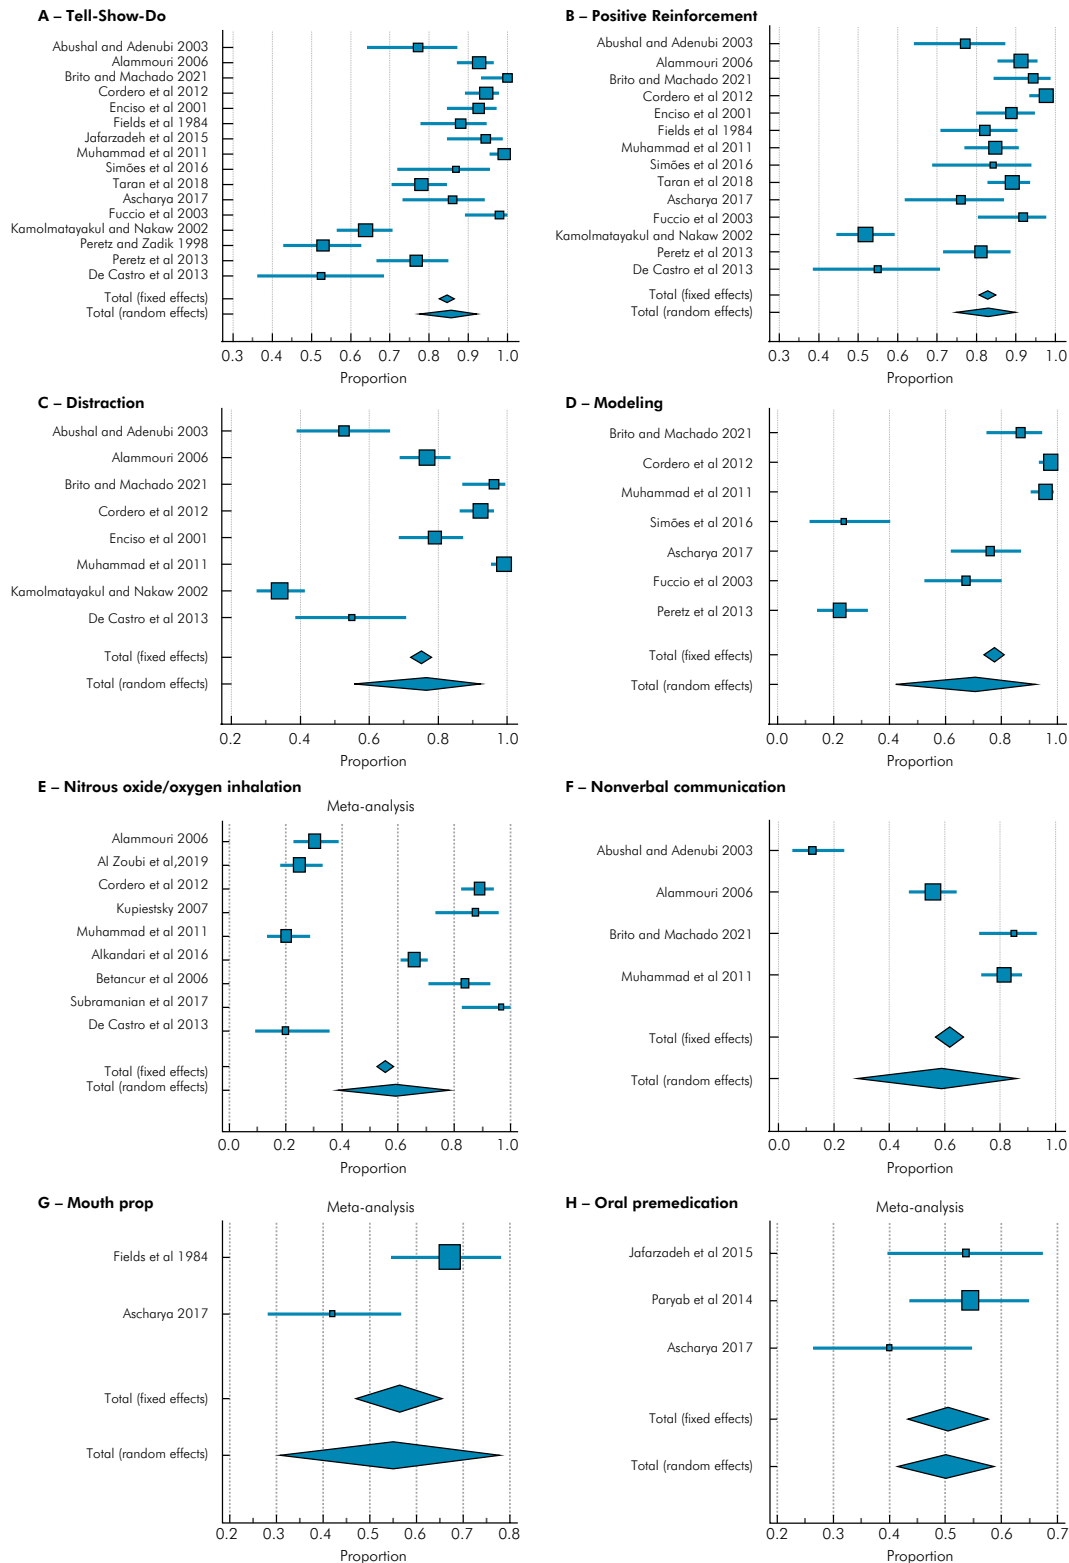 A – Tell-Show-Do
Abushal and Adenubi 2003
Alammouri 2006
Brito and Machado 2021
Cordero et al 2012
Enciso et al 2001
Fields et al 1984
Jafarzadeh et al 2015
Muhammad et al 2011
Simões et al 2016
Taran et al 2018
Ascharya 2017
Fuccio et al 2003
Kamolmatayakul and Nakaw 2002
Peretz and Zadik 1998
Peretz et al 2013
De Castro et al 2013
Total (fixed effects)
Total (random effects)
0.3 0.4 0.5 0.6 0.7 0.8 0.9 1.0
Proportion
B – Positive Reinforcement
Abushal and Adenubi 2003
Alammouri 2006
Brito and Machado 2021
Cordero et al 2012
Enciso et al 2001
Fields et al 1984
Muhammad et al 2011
Simões et al 2016
Taran et al 2018
Ascharya 2017
Fuccio et al 2003
Kamolmatayakul and Nakaw 2002
Peretz et al 2013
De Castro et al 2013
Total (fixed effects)
Total (random effects)
0.3 0.4 0.5 0.6 0.7 0.8 0.9 1.0
Proportion
C – Distraction
Abushal and Adenubi 2003
Alammouri 2006
Brito and Machado 2021
Cordero et al 2012
Enciso et al 2001
Muhammad et al 2011
Kamolmatayakul and Nakaw 2002
De Castro et al 2013
Total (fixed effects)
Total (random effects)
0.2 0.4 0.6 0.8 1.0
Proportion
D – Modeling
Brito and Machado 2021
Cordero et al 2012
Muhammad et al 2011
Simões et al 2016
Ascharya 2017
Fuccio et al 2003
Peretz et al 2013
Total (fixed effects)
Total (random effects)
0.0 0.2 0.4 0.6 0.8 1.0
Proportion
E – Nitrous oxide/oxygen inhalation
Meta-analysis
Alammouri 2006
Al Zoubi et al,2019
Cordero et al 2012
Kupiestsky 2007
Muhammad et al 2011
Alkandari et al 2016
Betancur et al 2006
Subramanian et al 2017
De Castro et al 2013
Total (fixed effects)
Total (random effects)
0.0 0.2 0.4 0.6 0.8 1.0
Proportion
F – Nonverbal communication
Abushal and Adenubi 2003
Alammouri 2006
Brito and Machado 2021
Muhammad et al 2011
Total (fixed effects)
Total (random effects)
0.0 0.2 0.4 0.6 0.8 1.0
Proportion
G – Mouth prop
Meta-analysis
Fields et al 1984
Ascharya 2017
Total (fixed effects)
Total (random effects)
0.2 0.3 0.4 0.5 0.6 0.7 0.8
Proportion
H – Oral premedication
Meta-analysis
Jafarzadeh et al 2015
Paryab et al 2014
Ascharya 2017
Total (fixed effects)
Total (random effects)
0.2 0.3 0.4 0.5 0.6 0.7
Proportion